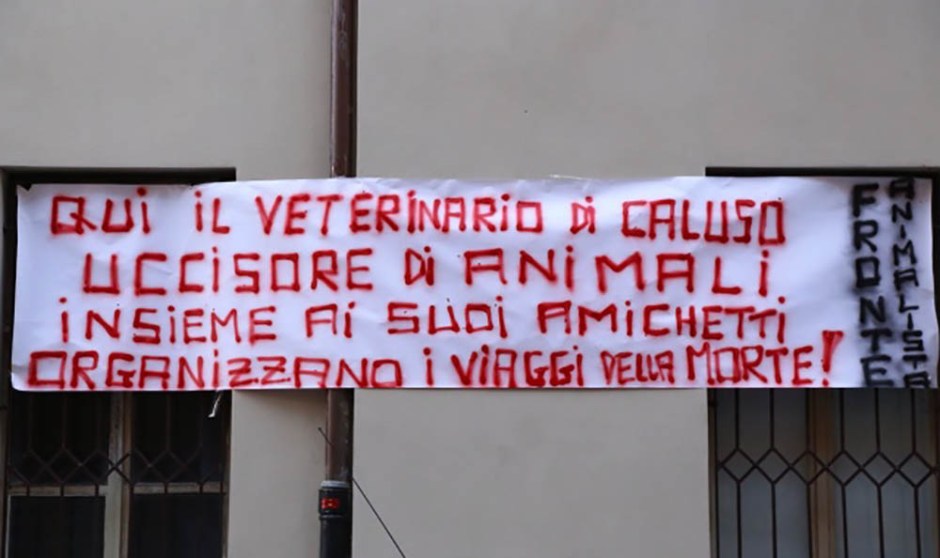 QUI iL VETERINARIO Di CALUSO
UCCISORE Di ANIMALi
iNSIEME Ai SUOi AMICHETTi
ORGANIZZANO i VIAGGi DELLA MORTE!
FRONTE
ANIMALISTA